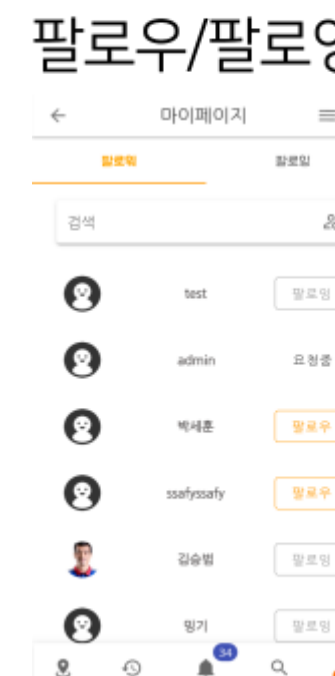 팔로우/팔로잉
마이페이지
팔로워 팔로잉
검색
test 팔로잉
admin 요청중
박세훈 팔로우
ssafyssafy 팔로우
김승범 팔로잉
밍기 팔로잉
34